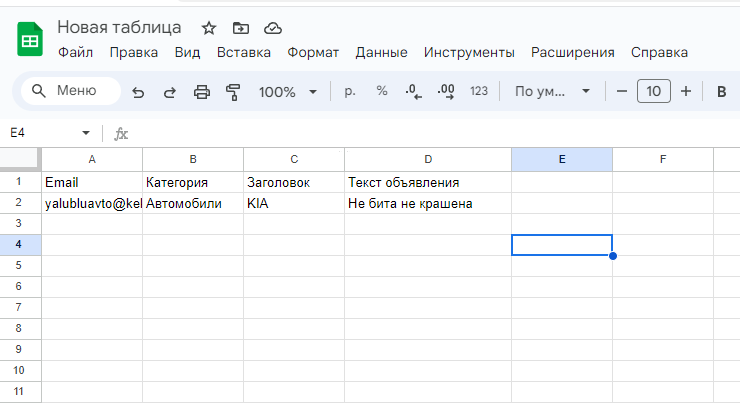 Новая таблица
Файл Правка Вид Вставка Формат Данные Инструменты Расширения Справка
Меню 100% р. % .0 .00 123 По ум... 10 B
E4 fx
A B C D E F
1 Email Категория Заголовок Текст объявления
2 yalubluavto@kel Автомобили KIA Не бита не крашена
3
4
5
6
7
8
9
10
11